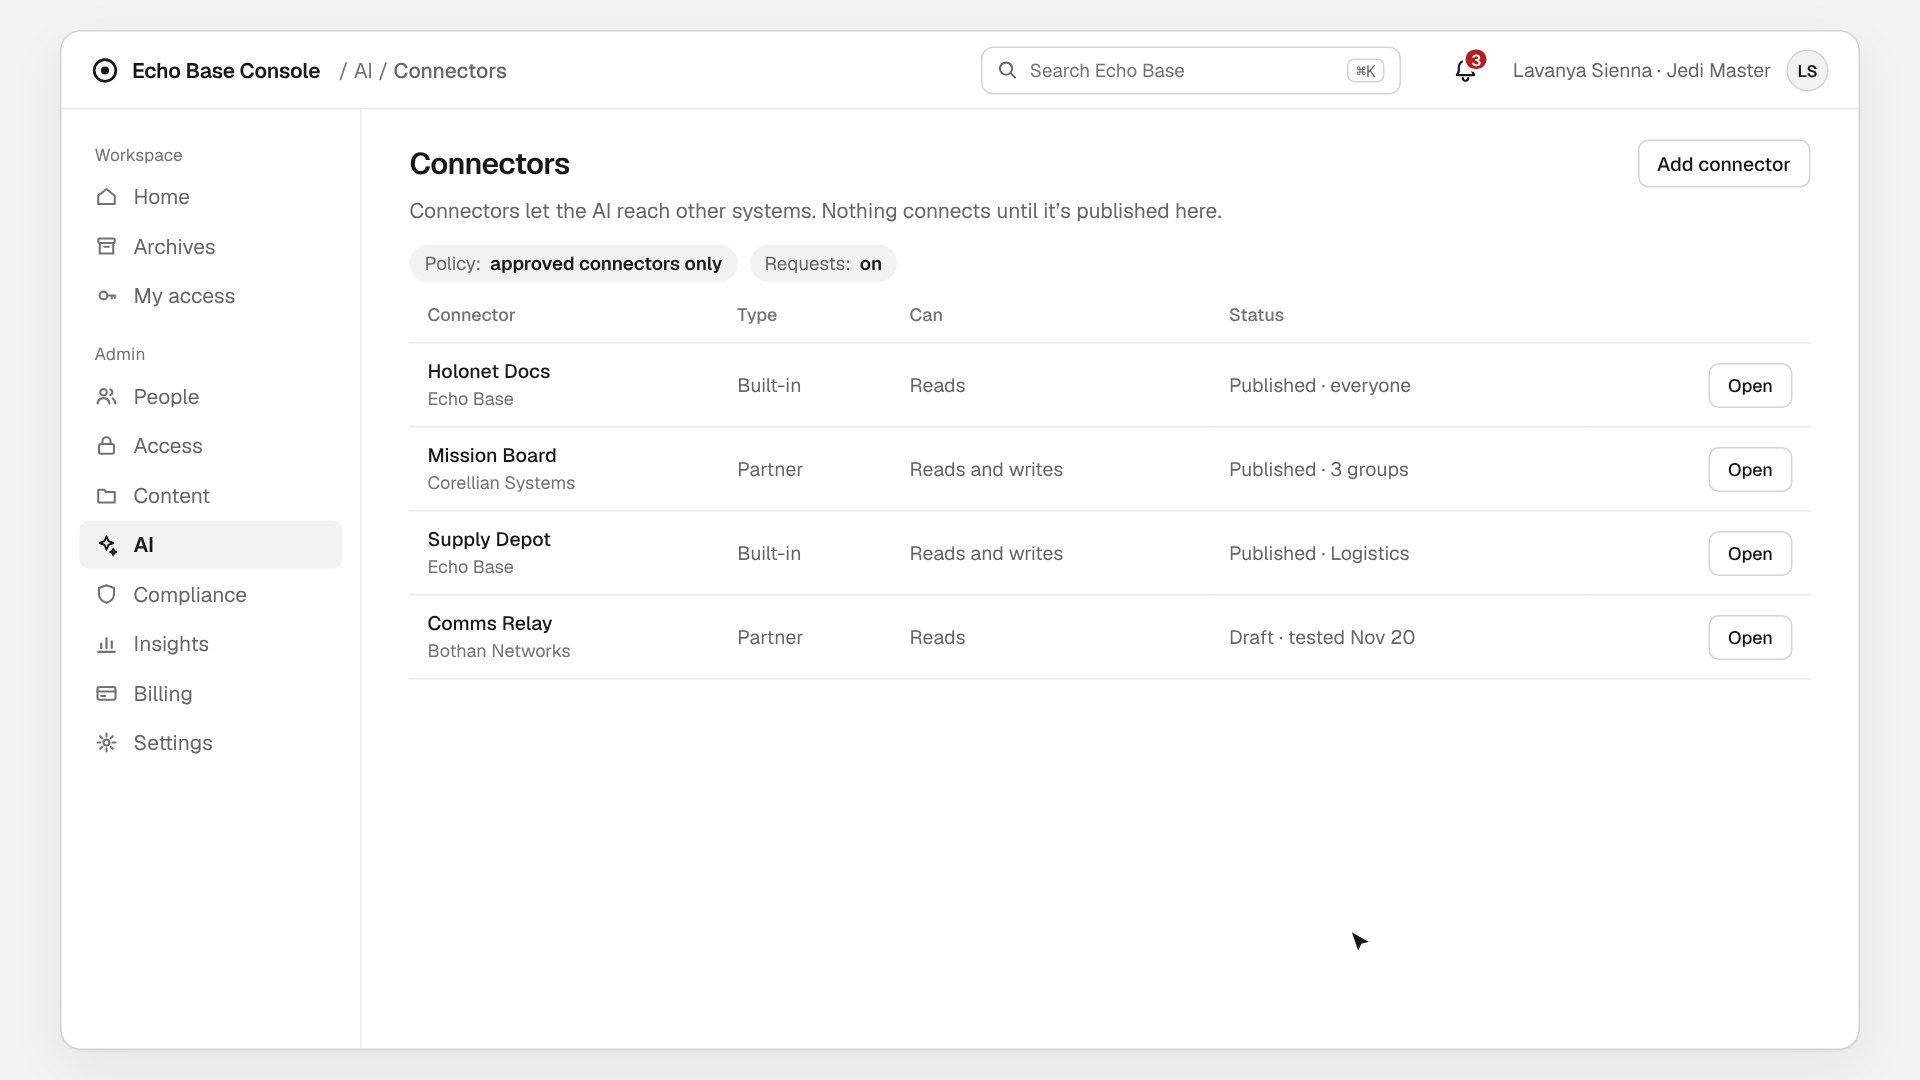 Echo Base Console / AI / Connectors
Search Echo Base ⌘K
3
Lavanya Sienna · Jedi Master LS
Workspace
Home
Archives
My access
Admin
People
Access
Content
AI
Compliance
Insights
Billing
Settings
Connectors
Add connector
Connectors let the AI reach other systems. Nothing connects until it’s published here.
Policy: approved connectors only
Requests: on
Connector Type Can Status
Holonet Docs
Echo Base
Built-in
Reads
Published · everyone
Open
Mission Board
Corellian Systems
Partner
Reads and writes
Published · 3 groups
Open
Supply Depot
Echo Base
Built-in
Reads and writes
Published · Logistics
Open
Comms Relay
Bothan Networks
Partner
Reads
Draft · tested Nov 20
Open